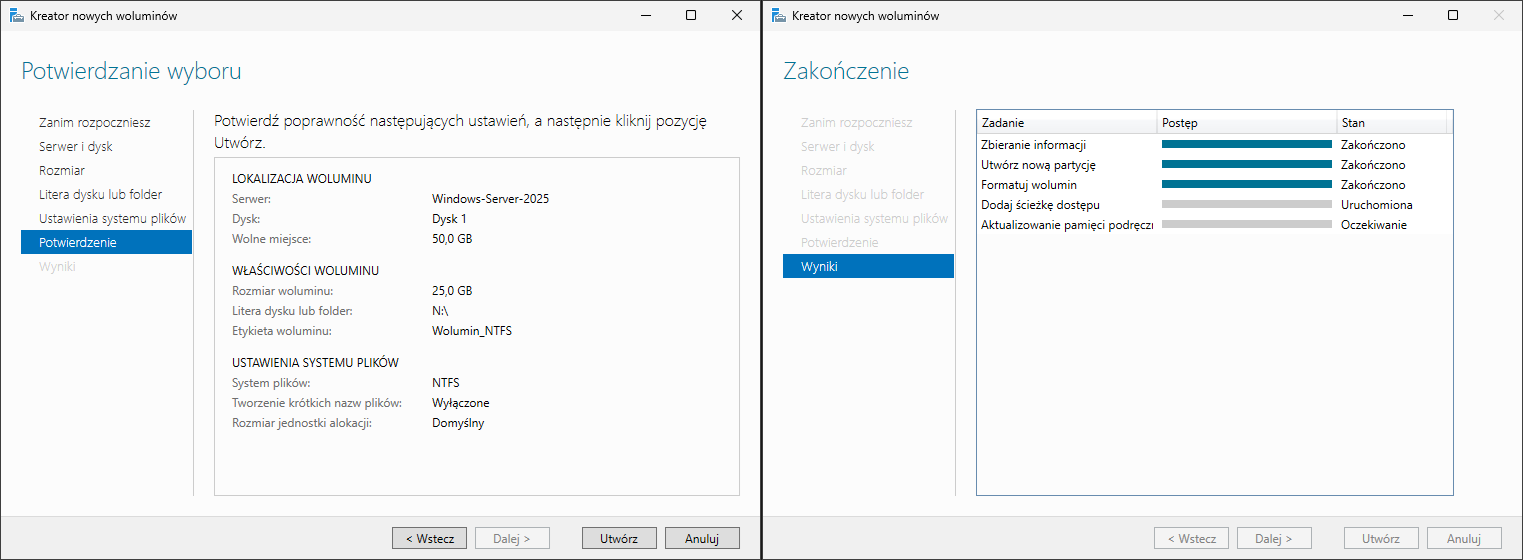 Kreator nowych woluminów
Potwierdzanie wyboru
Zanim rozpoczniesz
Serwer i dysk
Rozmiar
Litera dysku lub folder
Ustawienia systemu plików
Potwierdzenie
Wyniki
Potwierdź poprawność następujących ustawień, a następnie kliknij pozycję
Utwórz.
LOKALIZACJA WOLUMINU
Serwer: Windows-Server-2025
Dysk: Dysk 1
Wolne miejsce: 50,0 GB
WŁAŚCIWOŚCI WOLUMINU
Rozmiar woluminu: 25,0 GB
Litera dysku lub folder: N:\
Etykieta woluminu: Wolumin_NTFS
USTAWIENIA SYSTEMU PLIKÓW
System plików: NTFS
Tworzenie krótkich nazw plików: Wyłączone
Rozmiar jednostki alokacji: Domyślny
< Wstecz Dalej > Utwórz Anuluj
Kreator nowych woluminów
Zakończenie
Zanim rozpoczniesz
Serwer i dysk
Rozmiar
Litera dysku lub folder
Ustawienia systemu plików
Potwierdzenie
Wyniki
Zadanie Postęp Stan
Zbieranie informacji Zakończono
Utwórz nową partycję Zakończono
Formatuj wolumin Zakończono
Dodaj ścieżkę dostępu Uruchomiona
Aktualizowanie pamięci podręczr Oczekiwanie
< Wstecz Dalej > Utwórz Anuluj